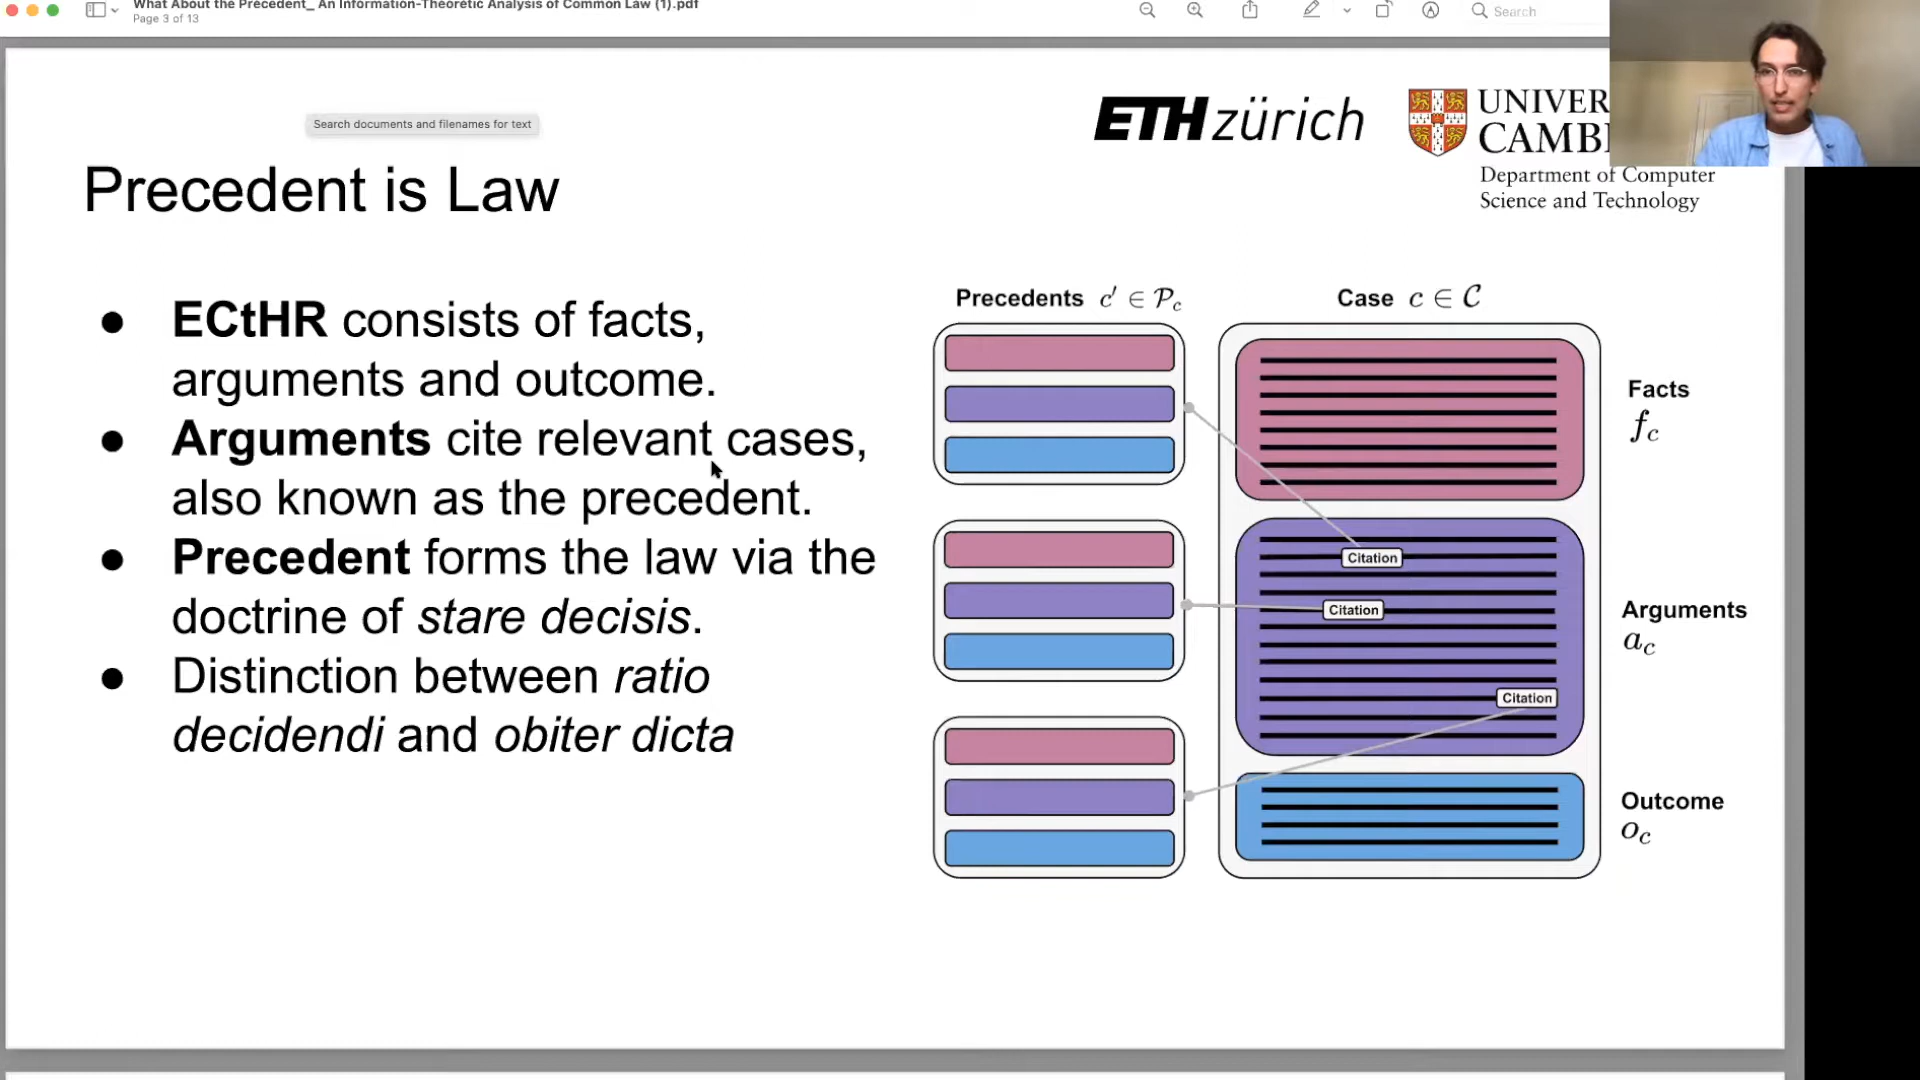 What About the Precedent_ An Information-Theoretic Analysis of Common Law (1).pdf
Page 3 of 13
Search
Search documents and filenames for text
ETH zürich
UNIVER
CAMB
Department of Computer
Science and Technology
Precedent is Law
● ECtHR consists of facts,
arguments and outcome.
● Arguments cite relevant cases,
also known as the precedent.
● Precedent forms the law via the
doctrine of stare decisis.
● Distinction between ratio
decidendi and obiter dicta
Precedents c′ ∈ 𝒫c
Case c ∈ 𝒞
Facts
fc
Citation
Citation
Arguments
ac
Citation
Outcome
oc